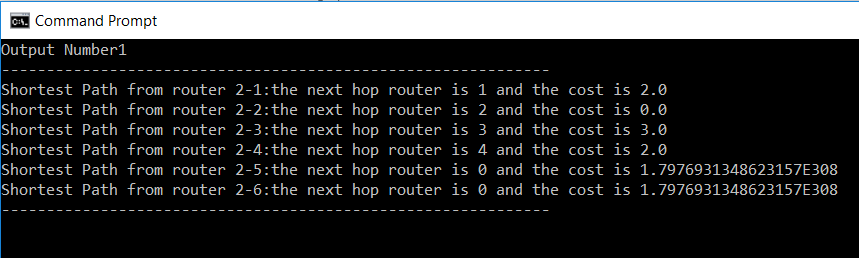 Command Prompt
Output Number1
-------------------------------------------------------------
Shortest Path from router 2-1:the next hop router is 1 and the cost is 2.0
Shortest Path from router 2-2:the next hop router is 2 and the cost is 0.0
Shortest Path from router 2-3:the next hop router is 3 and the cost is 3.0
Shortest Path from router 2-4:the next hop router is 4 and the cost is 2.0
Shortest Path from router 2-5:the next hop router is 0 and the cost is 1.7976931348623157E308
Shortest Path from router 2-6:the next hop router is 0 and the cost is 1.7976931348623157E308
-------------------------------------------------------------